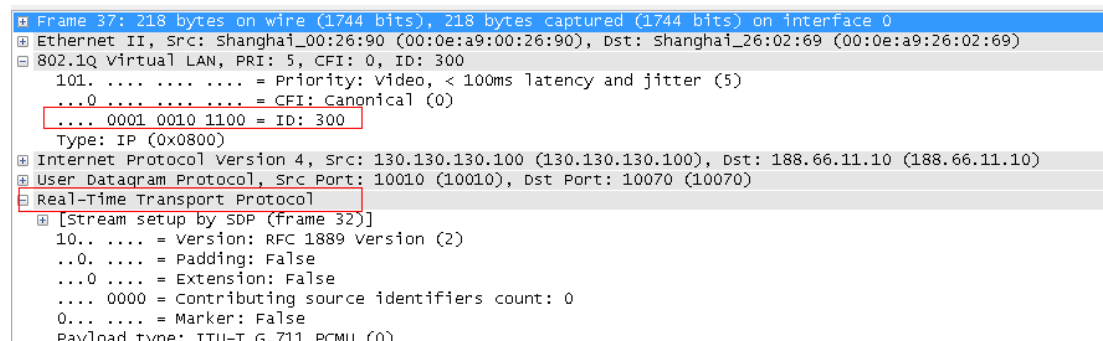 Frame 37: 218 bytes on wire (1744 bits), 218 bytes captured (1744 bits) on interface 0
Ethernet II, Src: Shanghai_00:26:90 (00:0e:a9:00:26:90), Dst: Shanghai_26:02:69 (00:0e:a9:26:02:69)
802.1Q Virtual LAN, PRI: 5, CFI: 0, ID: 300
101. .... .... .... = Priority: Video, < 100ms latency and jitter (5)
...0 .... .... .... = CFI: Canonical (0)
.... 0001 0010 1100 = ID: 300
Type: IP (0x0800)
Internet Protocol Version 4, Src: 130.130.130.100 (130.130.130.100), Dst: 188.66.11.10 (188.66.11.10)
User Datagram Protocol, Src Port: 10010 (10010), Dst Port: 10070 (10070)
Real-Time Transport Protocol
[Stream setup by SDP (frame 32)]
10.. .... = Version: RFC 1889 Version (2)
..0. .... = Padding: False
...0 .... = Extension: False
.... 0000 = Contributing source identifiers count: 0
0... .... = Marker: False
Payload type: ITU-T G.711 PCMU (0)